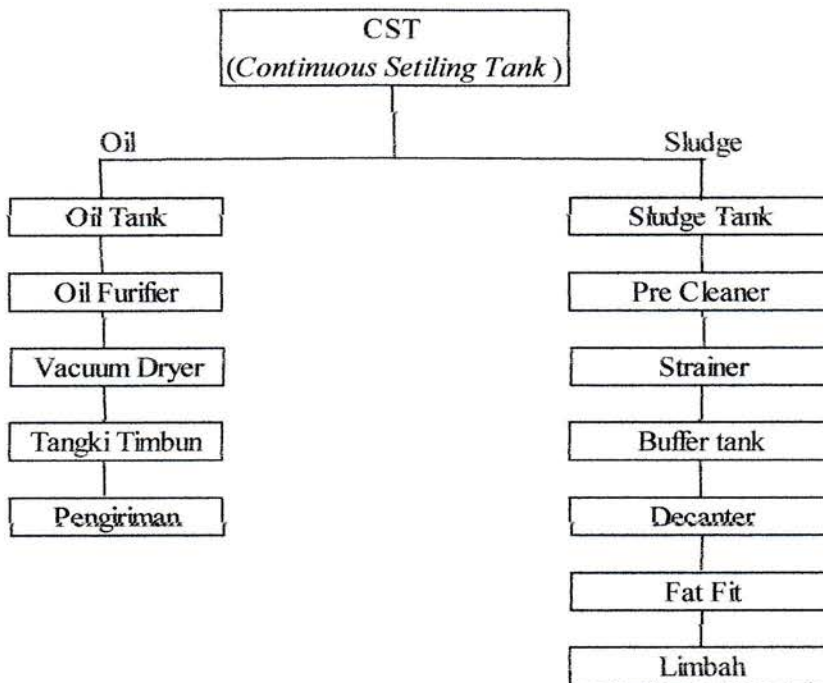 CST
(Continuous Setiling Tank )
Oil
Sludge
Oil Tank
Oil Furifier
Vacuum Dryer
Tangki Timbun
Pengiriman
Sludge Tank
Pre Cleaner
Strainer
Buffer tank
Decanter
Fat Fit
Limbah